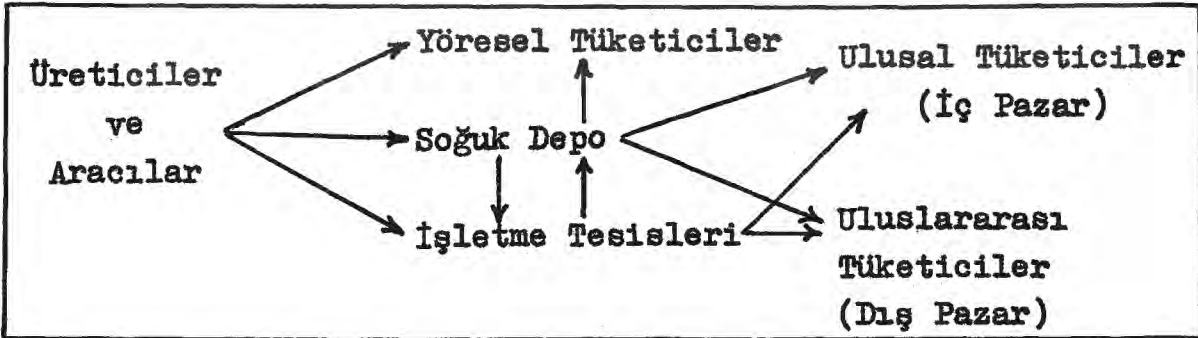 Üreticiler
ve
Aracılar
Yöresel Tüketiciler
Soğuk Depo
İşletme Tesisleri
Ulusal Tüketiciler
(İç Pazar)
Uluslararası
Tüketiciler
(Dış Pazar)